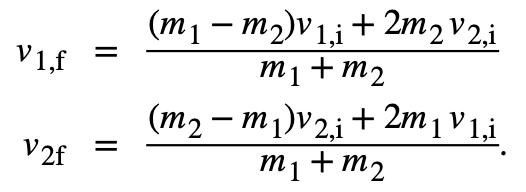 v_{1,f} = \frac{(m_1 - m_2)v_{1,i} + 2m_2 v_{2,i}}{m_1 + m_2}
v_{2f} = \frac{(m_2 - m_1)v_{2,i} + 2m_1 v_{1,i}}{m_1 + m_2}.